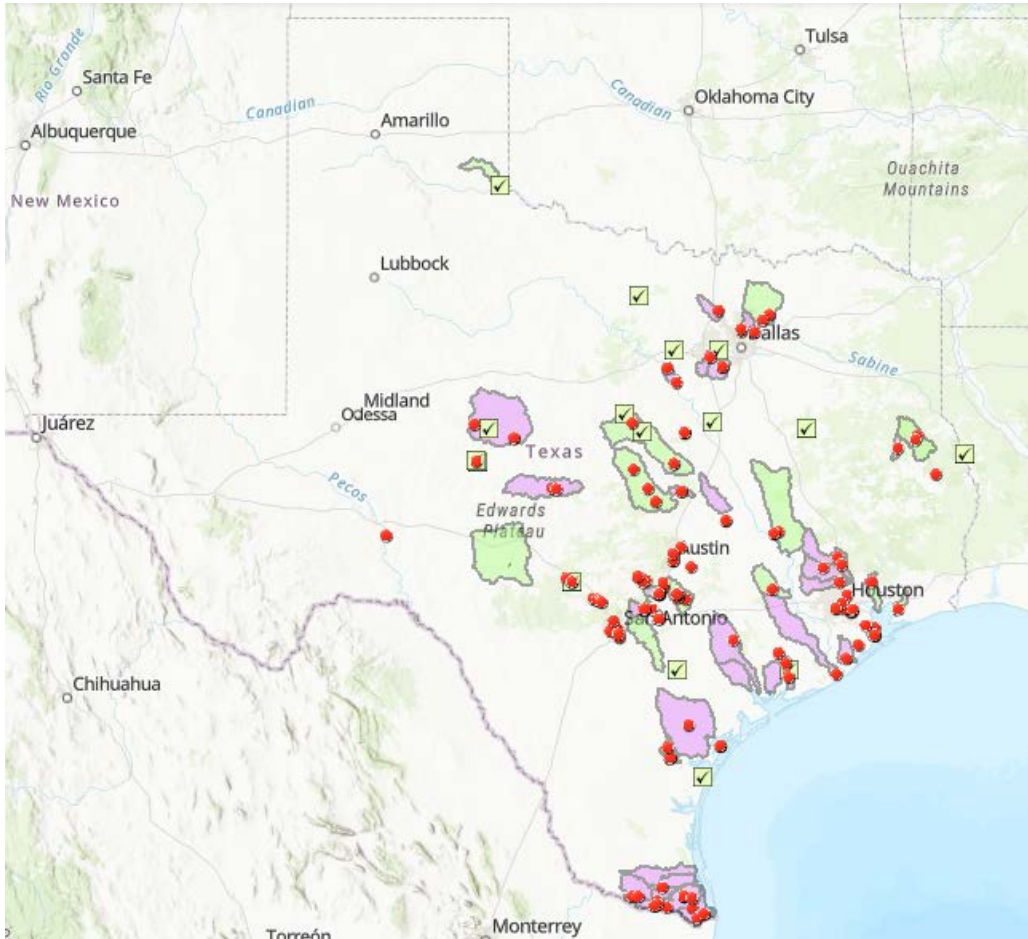 Tulsa
Rio Grande
Santa Fe
Canadian
Canadian
Oklahoma City
Amarillo
Albuquerque
Ouachita
Mountains
New Mexico
Lubbock
Dallas
Sabine
Midland
Odessa
Juárez
Texas
Pecos
Edwards
Plateau
Austin
Houston
San Antonio
Chihuahua
Monterrey
Torreón